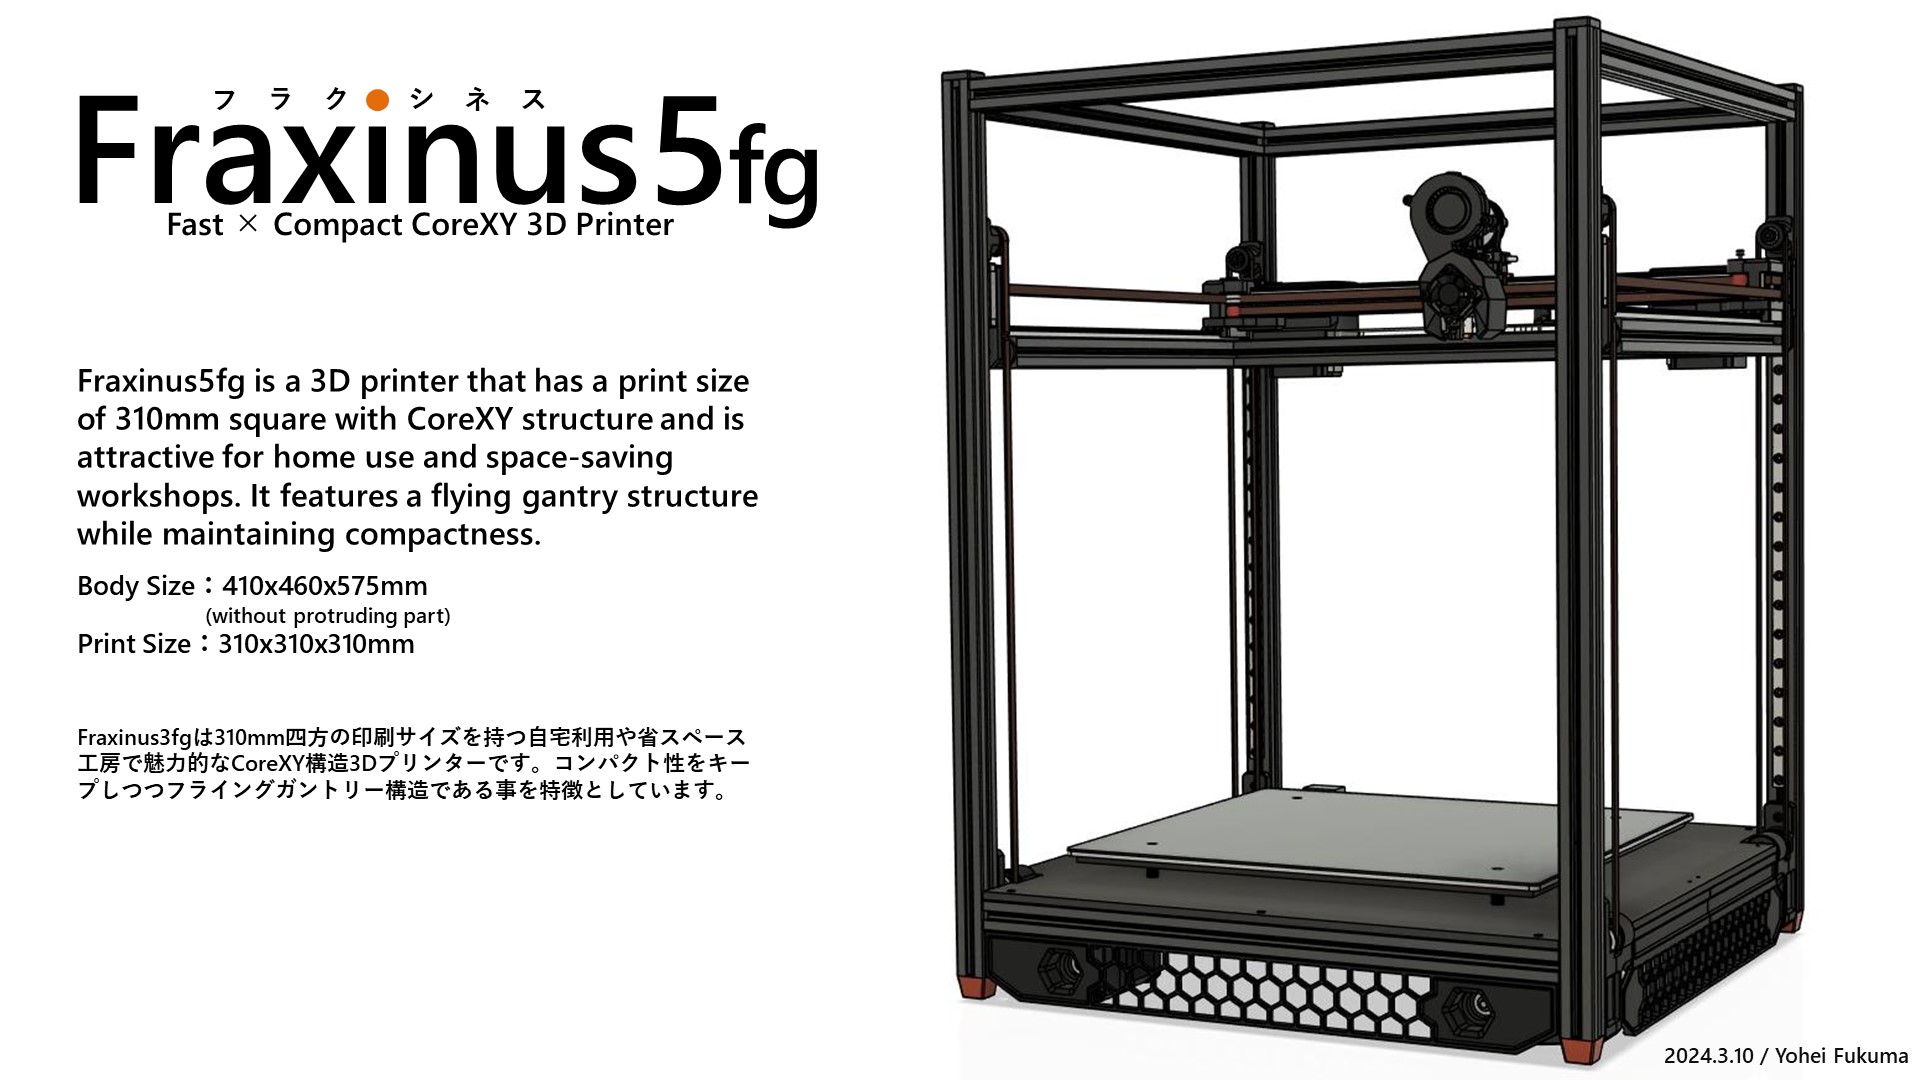 フラク シネス
Fraxinus5fg
Fast × Compact CoreXY 3D Printer
Fraxinus5fg is a 3D printer that has a print size
of 310mm square with CoreXY structure and is
attractive for home use and space-saving
workshops. It features a flying gantry structure
while maintaining compactness.
Body Size：410x460x575mm
(without protruding part)
Print Size：310x310x310mm
Fraxinus3fgは310mm四方の印刷サイズを持つ自宅利用や省スペース
工房で魅力的なCoreXY構造3Dプリンターです。コンパクト性をキー
プしつつフライングガントリー構造である事を特徴としています。
2024.3.10 / Yohei Fukuma